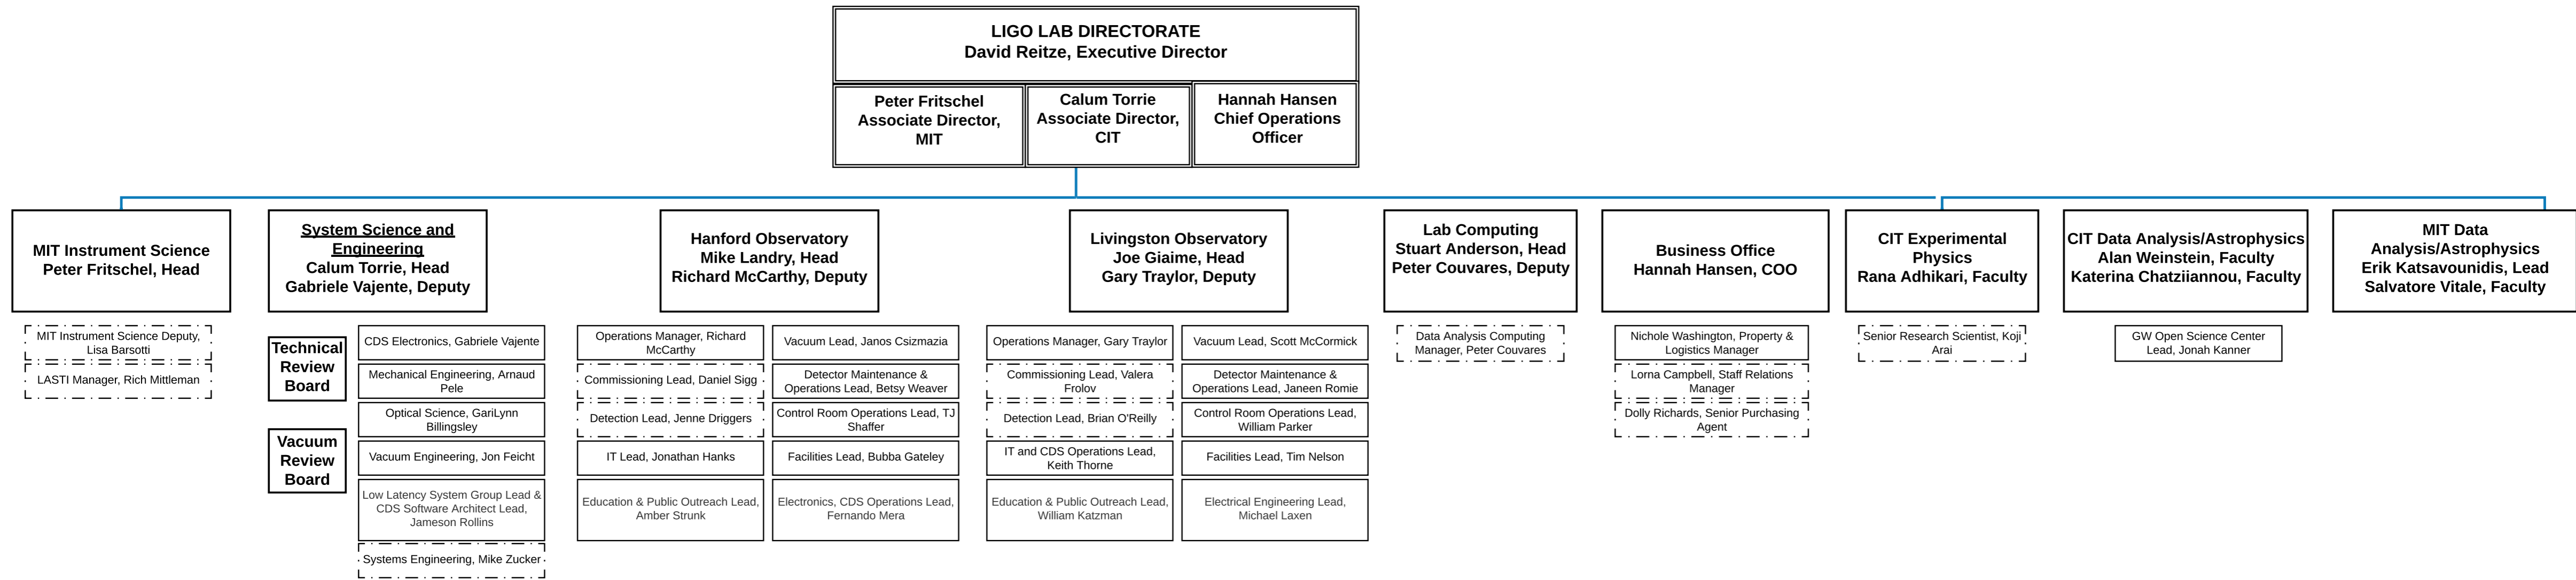 LIGO LAB DIRECTORATE
David Reitze, Executive Director
Peter Fritschel
Associate Director,
MIT
Calum Torrie
Associate Director,
CIT
Hannah Hansen
Chief Operations
Officer
MIT Instrument Science
Peter Fritschel, Head
MIT Instrument Science Deputy,
Lisa Barsotti
LASTI Manager, Rich Mittleman
System Science and
Engineering
Calum Torrie, Head
Gabriele Vajente, Deputy
Technical
Review
Board
Vacuum
Review
Board
CDS Electronics, Gabriele Vajente
Mechanical Engineering, Arnaud
Pele
Optical Science, GariLynn
Billingsley
Vacuum Engineering, Jon Feicht
Low Latency System Group Lead &
CDS Software Architect Lead,
Jameson Rollins
Systems Engineering, Mike Zucker
Hanford Observatory
Mike Landry, Head
Richard McCarthy, Deputy
Operations Manager, Richard
McCarthy
Commissioning Lead, Daniel Sigg
Detection Lead, Jenne Driggers
IT Lead, Jonathan Hanks
Education & Public Outreach Lead,
Amber Strunk
Vacuum Lead, Janos Csizmazia
Detector Maintenance &
Operations Lead, Betsy Weaver
Control Room Operations Lead, TJ
Shaffer
Facilities Lead, Bubba Gateley
Electronics, CDS Operations Lead,
Fernando Mera
Livingston Observatory
Joe Giaime, Head
Gary Traylor, Deputy
Operations Manager, Gary Traylor
Commissioning Lead, Valera
Frolov
Detection Lead, Brian O'Reilly
IT and CDS Operations Lead,
Keith Thorne
Education & Public Outreach Lead,
William Katzman
Vacuum Lead, Scott McCormick
Detector Maintenance &
Operations Lead, Janeen Romie
Control Room Operations Lead,
William Parker
Facilities Lead, Tim Nelson
Electrical Engineering Lead,
Michael Laxen
Lab Computing
Stuart Anderson, Head
Peter Couvares, Deputy
Data Analysis Computing
Manager, Peter Couvares
Business Office
Hannah Hansen, COO
Nichole Washington, Property &
Logistics Manager
Lorna Campbell, Staff Relations
Manager
Dolly Richards, Senior Purchasing
Agent
CIT Experimental
Physics
Rana Adhikari, Faculty
Senior Research Scientist, Koji
Arai
CIT Data Analysis/Astrophysics
Alan Weinstein, Faculty
Katerina Chatziiannou, Faculty
GW Open Science Center
Lead, Jonah Kanner
MIT Data
Analysis/Astrophysics
Erik Katsavounidis, Lead
Salvatore Vitale, Faculty